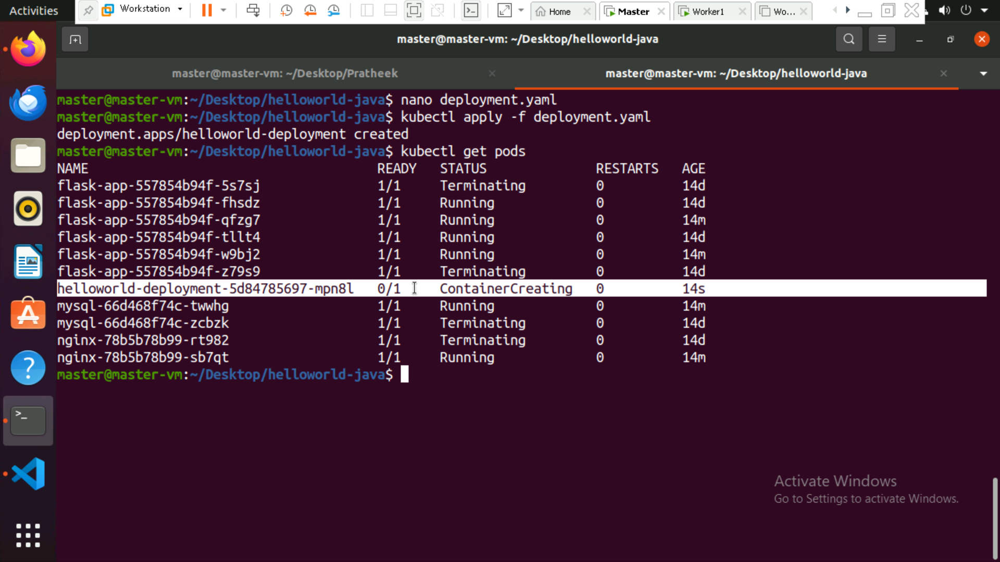 Activities
Workstation
Home
Master
Worker1
Wo...
master@master-vm: ~/Desktop/helloworld-java
master@master-vm: ~/Desktop/Pratheek
master@master-vm: ~/Desktop/helloworld-java
master@master-vm:~/Desktop/helloworld-java$ nano deployment.yaml
master@master-vm:~/Desktop/helloworld-java$ kubectl apply -f deployment.yaml
deployment.apps/helloworld-deployment created
master@master-vm:~/Desktop/helloworld-java$ kubectl get pods
NAME READY STATUS RESTARTS AGE
flask-app-557854b94f-5s7sj 1/1 Terminating 0 14d
flask-app-557854b94f-fhsdz 1/1 Running 0 14d
flask-app-557854b94f-qfzg7 1/1 Running 0 14m
flask-app-557854b94f-tllt4 1/1 Running 0 14d
flask-app-557854b94f-w9bj2 1/1 Running 0 14m
flask-app-557854b94f-z79s9 1/1 Terminating 0 14d
helloworld-deployment-5d84785697-mpn8l 0/1 ContainerCreating 0 14s
mysql-66d468f74c-twwhg 1/1 Running 0 14m
mysql-66d468f74c-zcbzk 1/1 Terminating 0 14d
nginx-78b5b78b99-rt982 1/1 Terminating 0 14d
nginx-78b5b78b99-sb7qt 1/1 Running 0 14m
master@master-vm:~/Desktop/helloworld-java$
Activate Windows
Go to Settings to activate Windows.